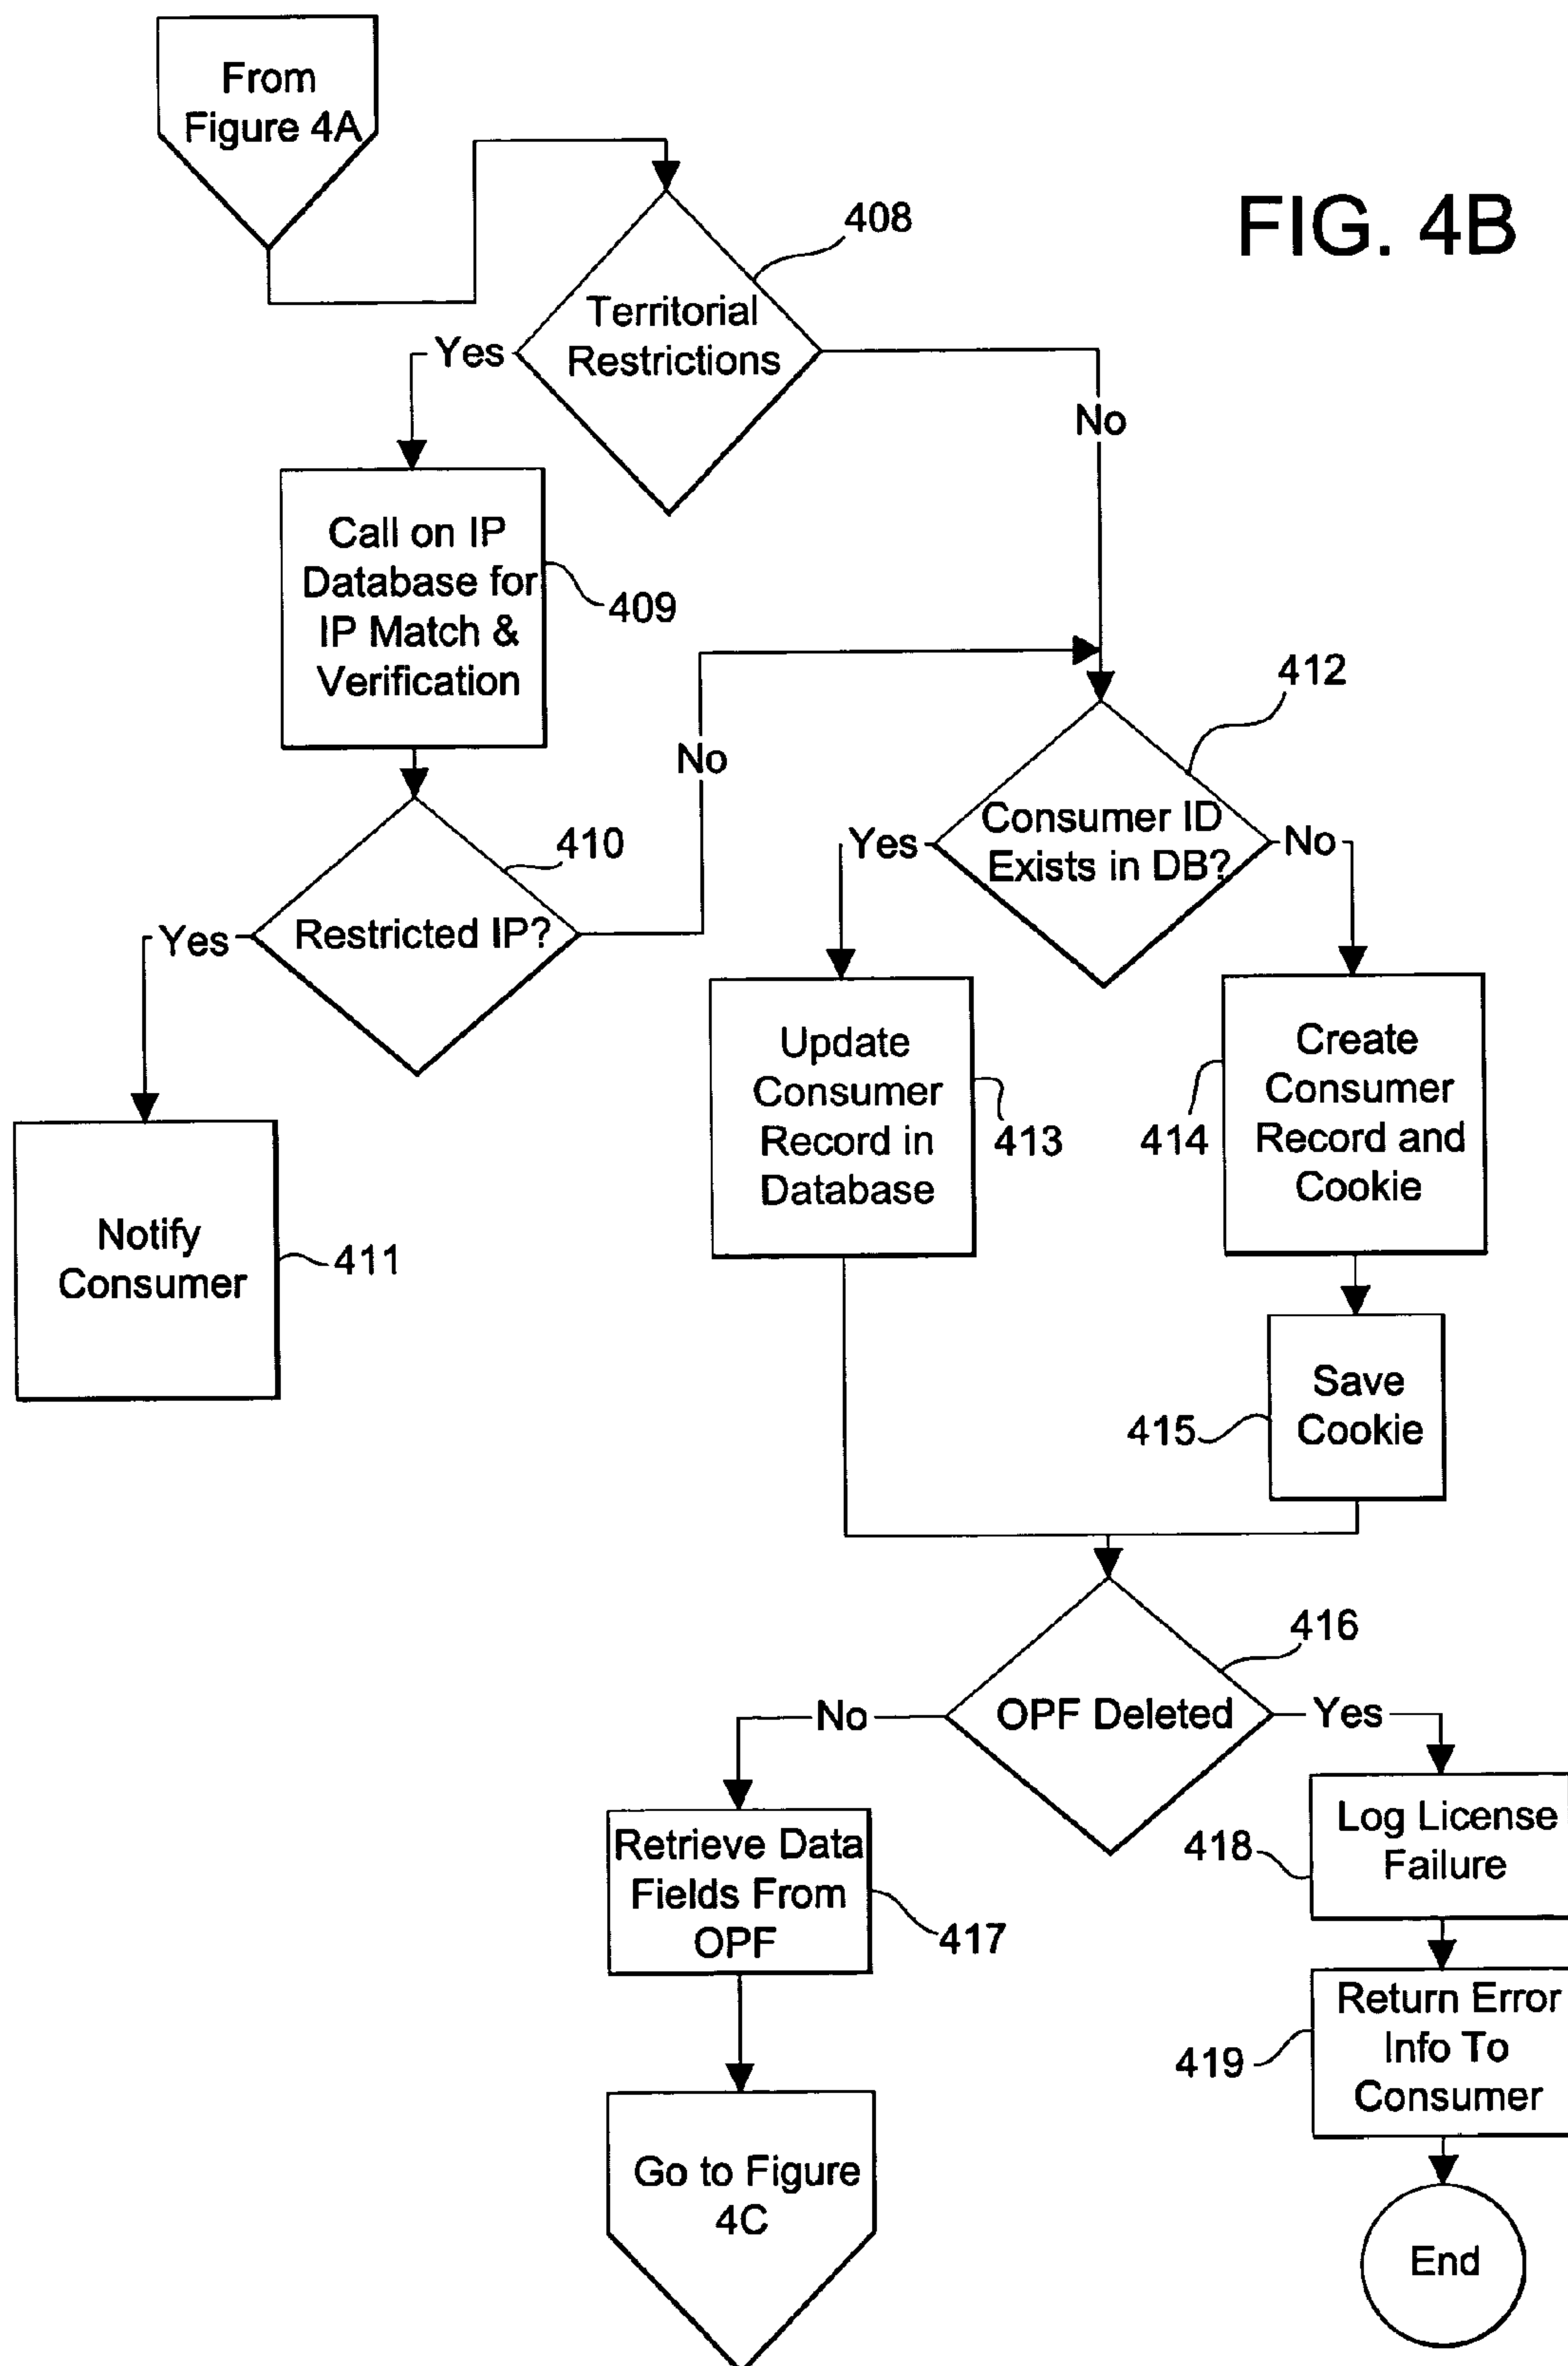 From
Figure 4A
FIG. 4B
408
Territorial
Restrictions
Yes
No
Call on IP
Database for
IP Match &
Verification
409
412
No
Consumer ID
Exists in DB?
Yes
No
410
Restricted IP?
Yes
Update
Consumer
Record in
Database
413
Create
Consumer
Record and
Cookie
414
Notify
Consumer
411
Save
Cookie
415
416
OPF Deleted
No
Yes
Retrieve Data
Fields From
OPF
417
Log License
Failure
418
Return Error
Info To
Consumer
419
Go to Figure
4C
End